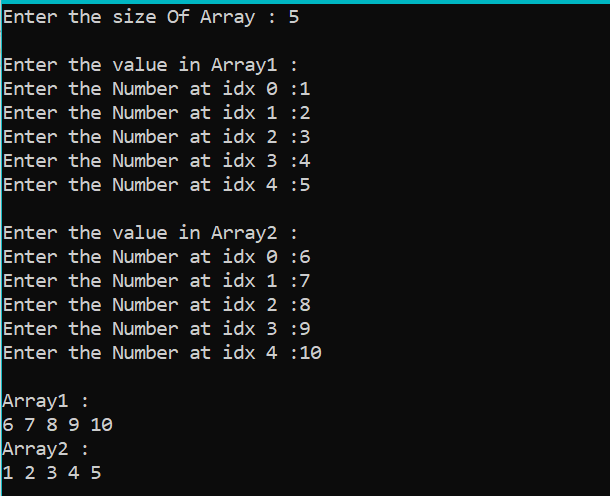 Enter the size Of Array : 5
Enter the value in Array1 :
Enter the Number at idx 0 :1
Enter the Number at idx 1 :2
Enter the Number at idx 2 :3
Enter the Number at idx 3 :4
Enter the Number at idx 4 :5
Enter the value in Array2 :
Enter the Number at idx 0 :6
Enter the Number at idx 1 :7
Enter the Number at idx 2 :8
Enter the Number at idx 3 :9
Enter the Number at idx 4 :10
Array1 :
6 7 8 9 10
Array2 :
1 2 3 4 5